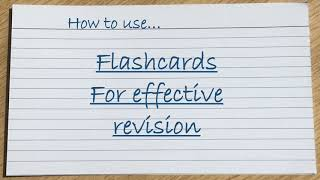 How to use...
Flashcards
For effective
revision